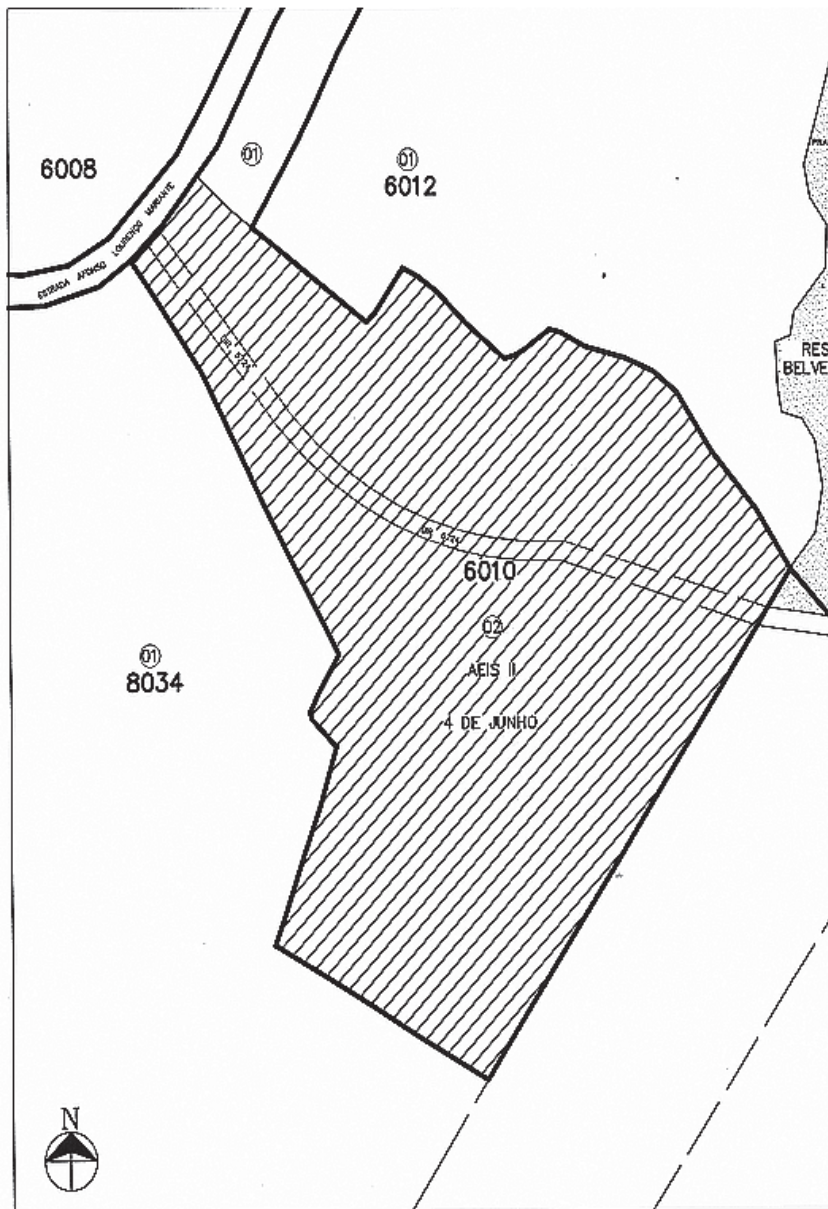 01
01
6008
6012
ESTRADA AFONSO LOURENÇO MARIANTE
RES
BELVE
6010
02
AEIS II
4 DE JUNHO
01
8034
N